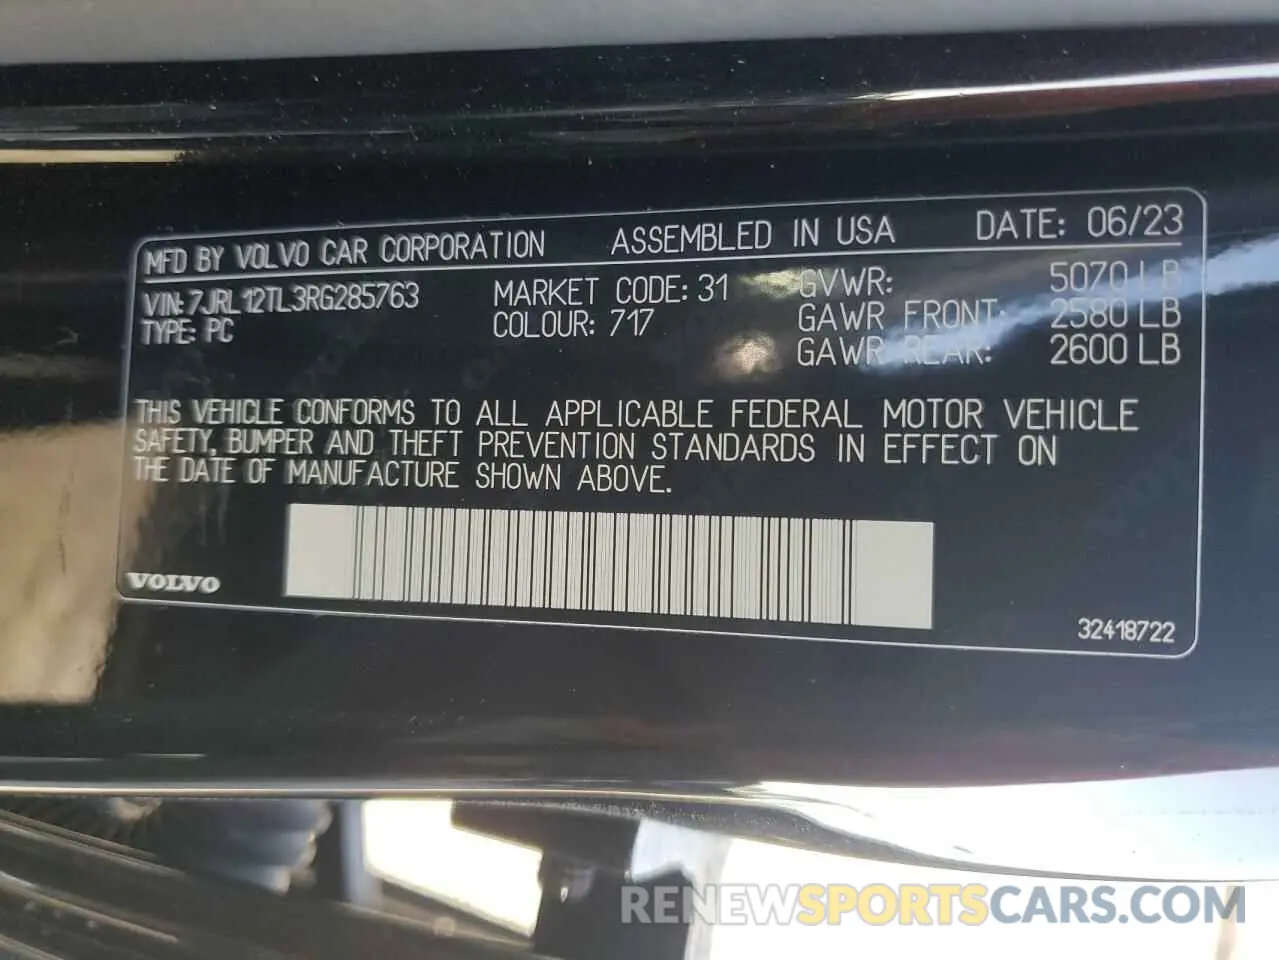 MFD BY VOLVO CAR CORPORATION ASSEMBLED IN USA DATE: 06/23
VIN: 7JRL12TL3RG285763 MARKET CODE: 31 GVWR: 5070 LB
TYPE: PC COLOUR: 717 GAWR FRONT: 2580 LB
GAWR REAR: 2600 LB
THIS VEHICLE CONFORMS TO ALL APPLICABLE FEDERAL MOTOR VEHICLE
SAFETY, BUMPER AND THEFT PREVENTION STANDARDS IN EFFECT ON
THE DATE OF MANUFACTURE SHOWN ABOVE.
VOLVO
32418722
RENEWSPORTSCARS.COM